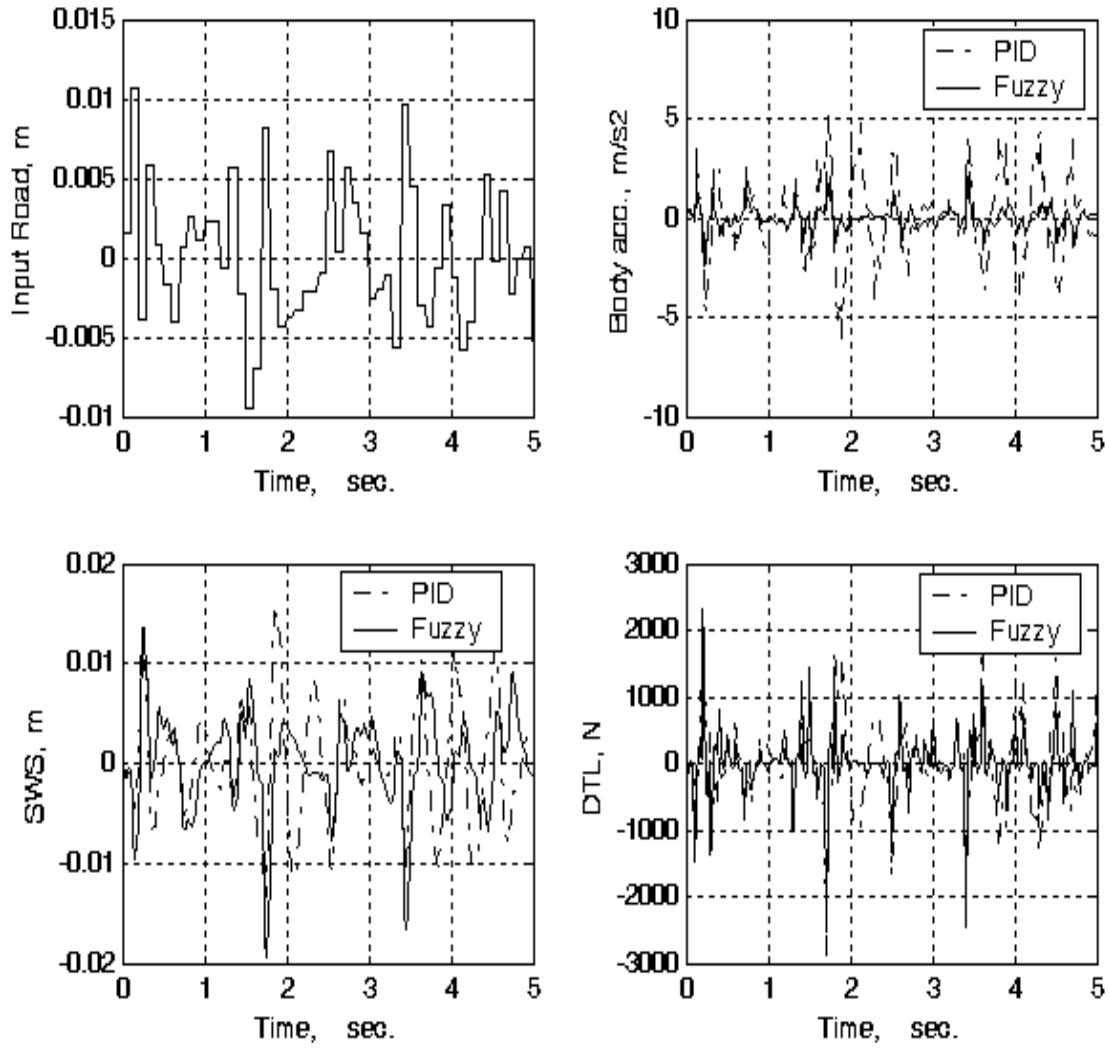 0.015
0.01
0.005
0
-0.005
-0.01
Input Road, m
0 1 2 3 4 5
Time, sec.
10
5
0
-5
-10
Body acc., m/s2
PID
Fuzzy
0 1 2 3 4 5
Time, sec.
0.02
0.01
0
-0.01
-0.02
SWS, m
PID
Fuzzy
0 1 2 3 4 5
Time, sec.
3000
2000
1000
0
-1000
-2000
-3000
DTL, N
PID
Fuzzy
0 1 2 3 4 5
Time, sec.